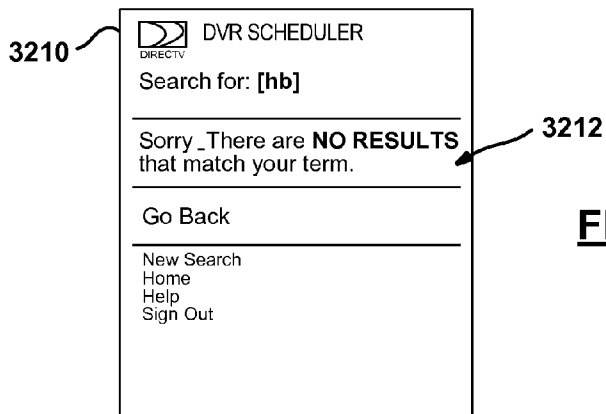 3210
DIRECTV
DVR SCHEDULER
Search for: [hb]
Sorry _There are NO RESULTS
that match your term.
3212
Go Back
New Search
Home
Help
Sign Out